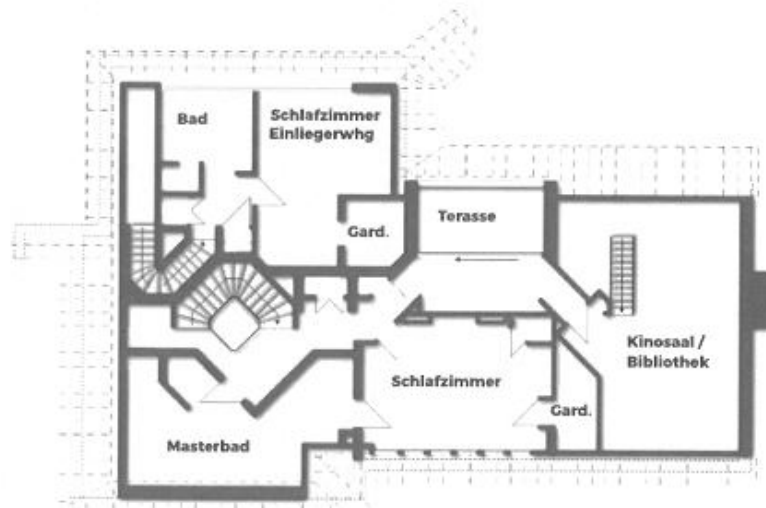 Bad
Schlafzimmer
Einliegerwhg
Gard.
Terasse
Kinosaal /
Bibliothek
Schlafzimmer
Gard.
Masterbad